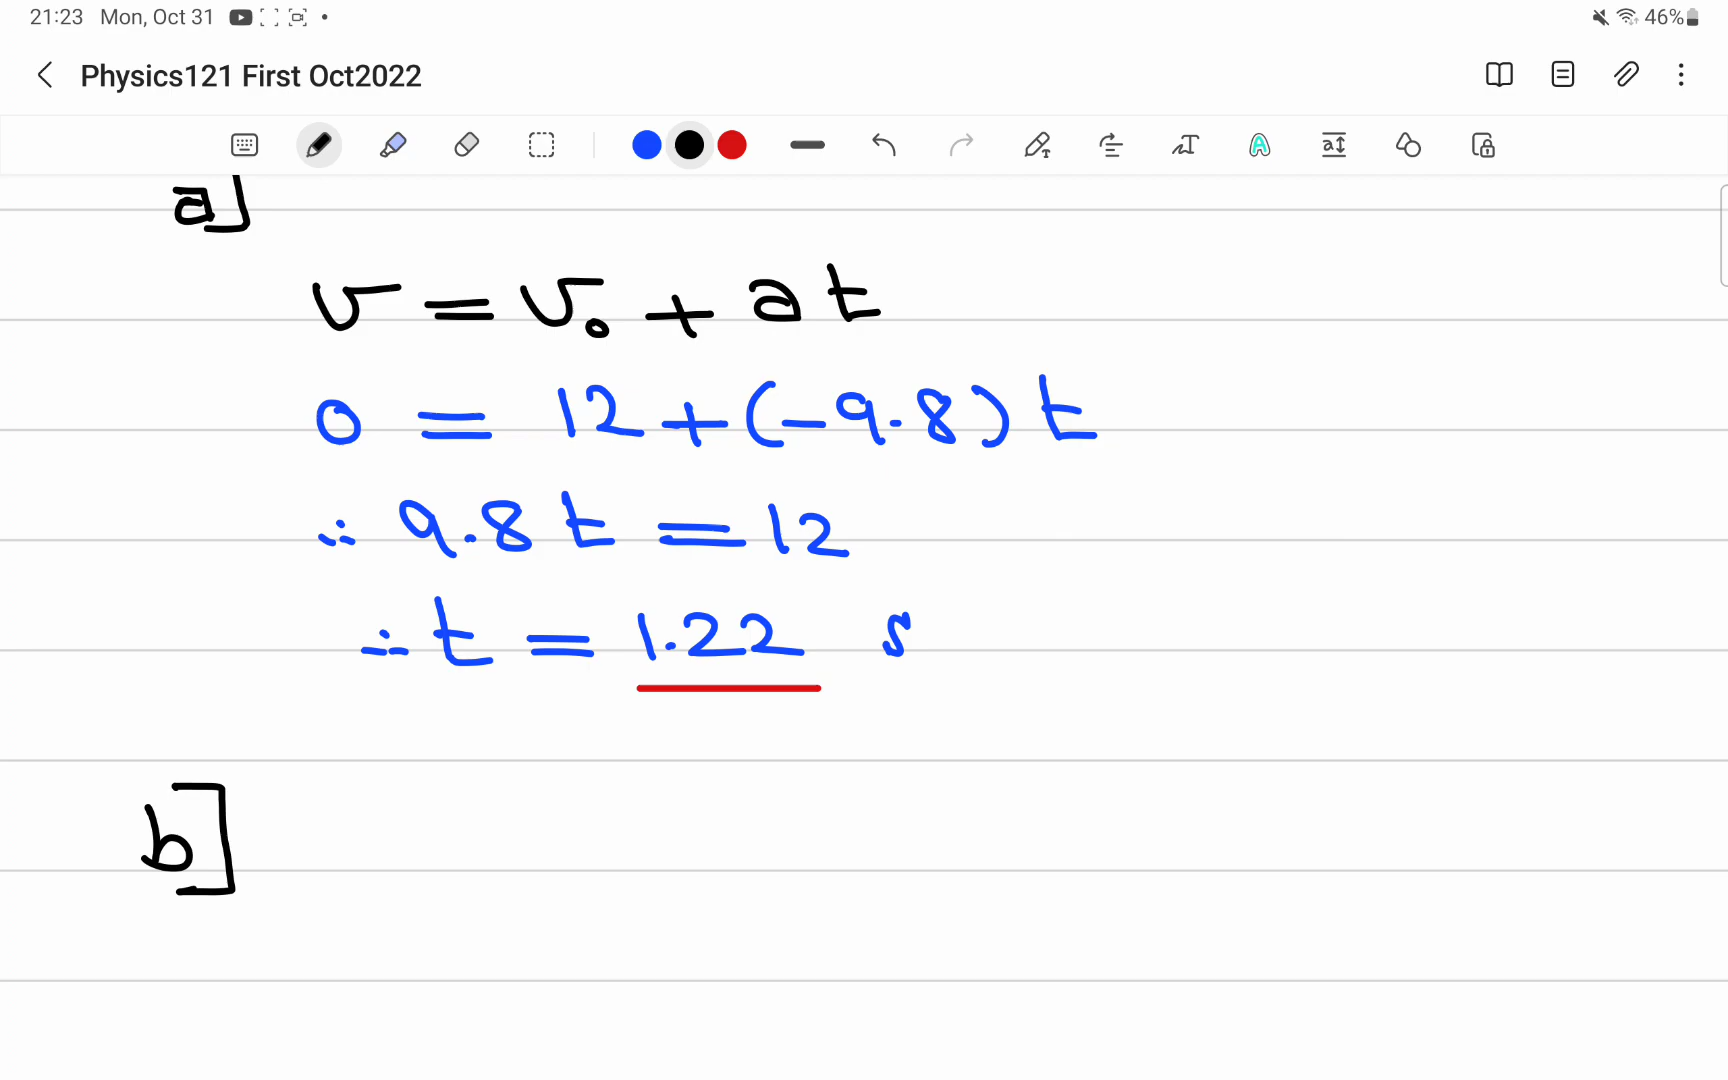 21:23 Mon, Oct 31 46%
Physics121 First Oct2022
a]
v = v₀ + at
0 = 12 + (-9.8) t
∴ 9.8 t = 12
∴ t = 1.22 s
b]